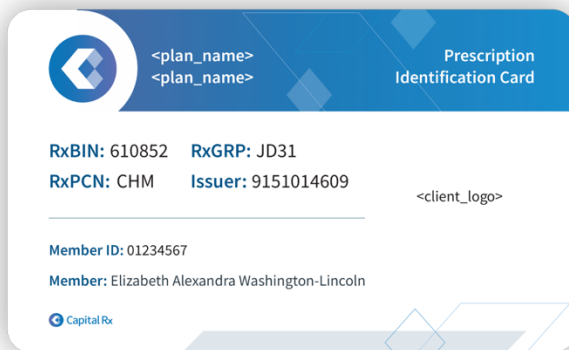 <plan_name>
<plan_name>
Prescription
Identification Card
RxBIN: 610852 RxGRP: JD31
RxPCN: CHM Issuer: 9151014609
<client_logo>
Member ID: 01234567
Member: Elizabeth Alexandra Washington-Lincoln
Capital Rx